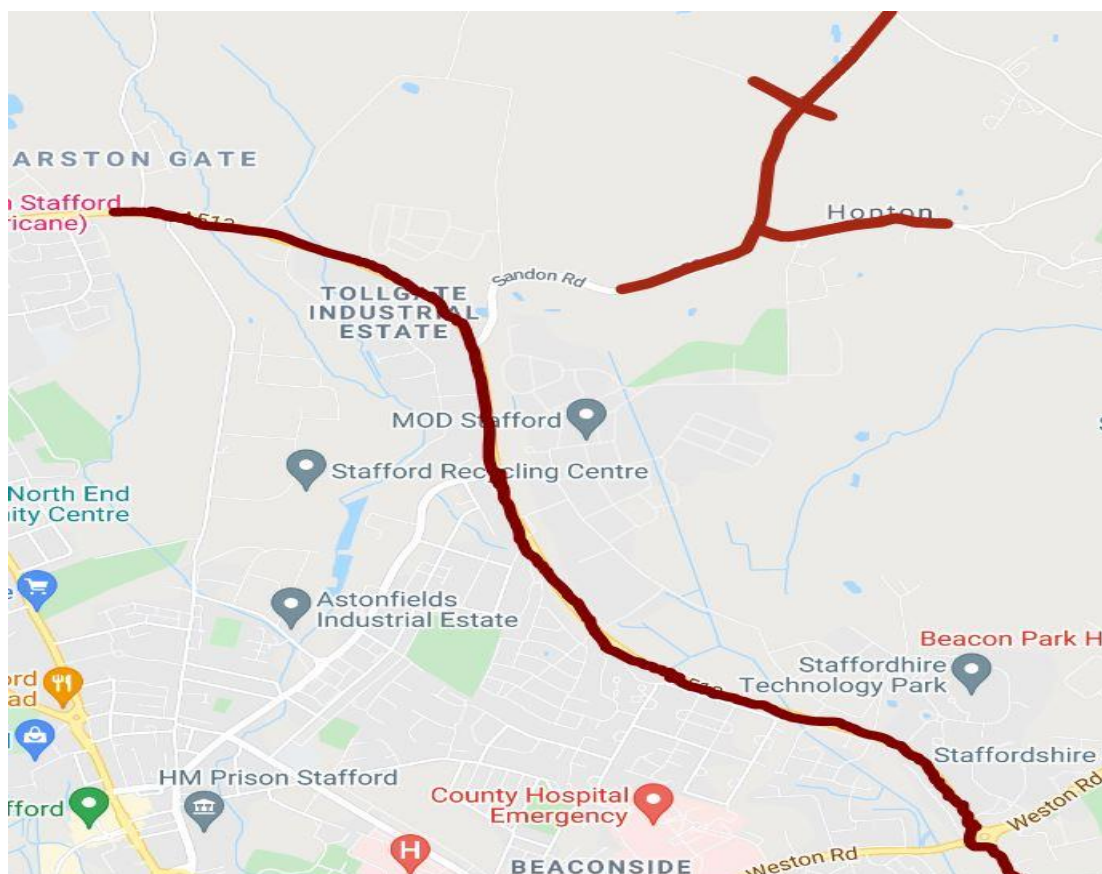 ARSTON GATE
Stafford
ricane)
Hopton
Sandon Rd
TOLLGATE
INDUSTRIAL
ESTATE
MOD Stafford
Stafford Recycling Centre
North End
nity Centre
Astonfields
Industrial Estate
Beacon Park H
Staffordhire
Technology Park
ord
ad
Staffordshire
HM Prison Stafford
Weston Rd
fford
County Hospital
Emergency
H
Weston Rd
BEACONSIDE